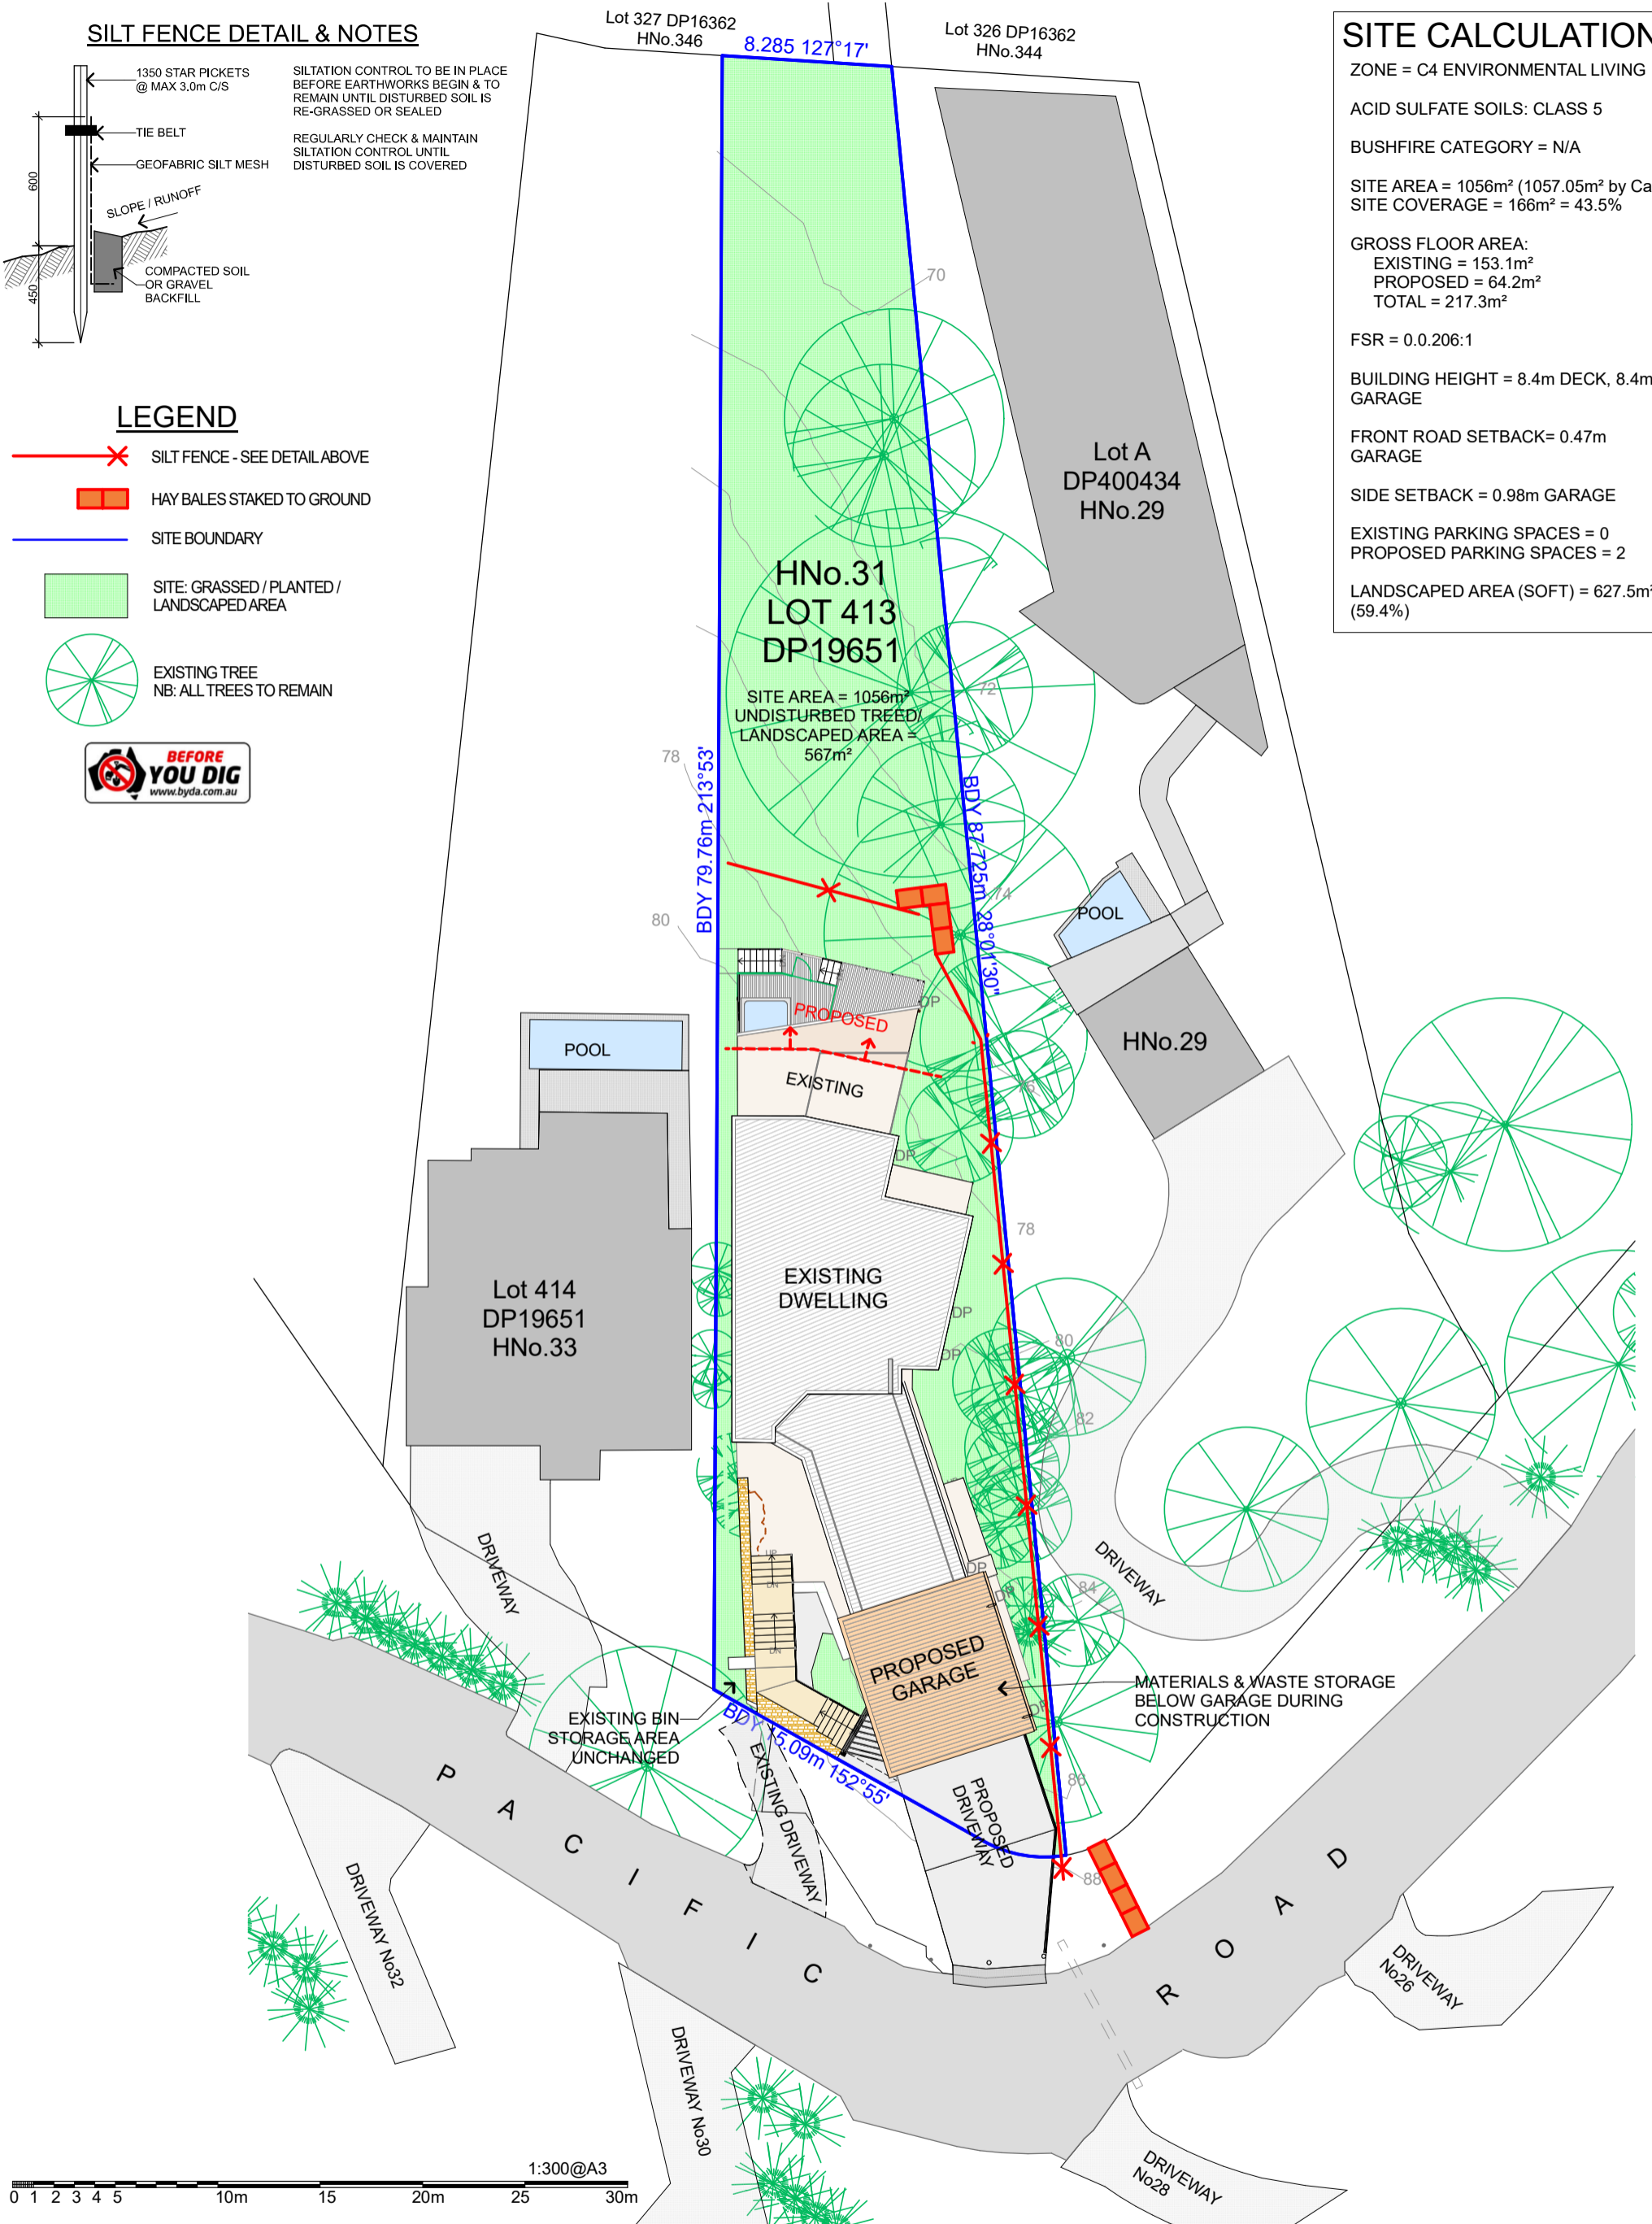 SILT FENCE DETAIL & NOTES
1350 STAR PICKETS
@ MAX 3.0m C/S
TIE BELT
GEOFABRIC SILT MESH
SLOPE / RUNOFF
COMPACTED SOIL
OR GRAVEL
BACKFILL
600
450
SILTATION CONTROL TO BE IN PLACE
BEFORE EARTHWORKS BEGIN & TO
REMAIN UNTIL DISTURBED SOIL IS
RE-GRASSED OR SEALED
REGULARLY CHECK & MAINTAIN
SILTATION CONTROL UNTIL
DISTURBED SOIL IS COVERED
LEGEND
SILT FENCE - SEE DETAIL ABOVE
HAY BALES STAKED TO GROUND
SITE BOUNDARY
SITE: GRASSED / PLANTED /
LANDSCAPED AREA
EXISTING TREE
NB: ALL TREES TO REMAIN
BEFORE
YOU DIG
www.byda.com.au
Lot 327 DP16362
HNo.346
8.285 127°17'
Lot 326 DP16362
HNo.344
SITE CALCULATION
ZONE = C4 ENVIRONMENTAL LIVING
ACID SULFATE SOILS: CLASS 5
BUSHFIRE CATEGORY = N/A
SITE AREA = 1056m² (1057.05m² by Ca
SITE COVERAGE = 166m² = 43.5%
GROSS FLOOR AREA:
EXISTING = 153.1m²
PROPOSED = 64.2m²
TOTAL = 217.3m²
FSR = 0.0.206:1
BUILDING HEIGHT = 8.4m DECK, 8.4m
GARAGE
FRONT ROAD SETBACK= 0.47m
GARAGE
SIDE SETBACK = 0.98m GARAGE
EXISTING PARKING SPACES = 0
PROPOSED PARKING SPACES = 2
LANDSCAPED AREA (SOFT) = 627.5m²
(59.4%)
70
Lot A
DP400434
HNo.29
HNo.31
LOT 413
DP19651
SITE AREA = 1056m²
UNDISTURBED TREED/
LANDSCAPED AREA =
567m²
72
78
BDY 79.76m 213°53'
BDY 87.725m 28°01'30"
74
80
POOL
DP
PROPOSED
EXISTING
POOL
HNo.29
76
DP
78
EXISTING
DWELLING
Lot 414
DP19651
HNo.33
DP
DP
80
82
DRIVEWAY
UP
DN
DN
DP
DP
84
DRIVEWAY
PROPOSED
GARAGE
DP
MATERIALS & WASTE STORAGE
BELOW GARAGE DURING
CONSTRUCTION
EXISTING BIN
STORAGE AREA
UNCHANGED
BDY 15.09m 152°55'
EXISTING DRIVEWAY
PROPOSED
DRIVEWAY
86
88
PACIFIC
ROAD
DRIVEWAY No32
DRIVEWAY
No26
DRIVEWAY No30
DRIVEWAY
No28
1:300@A3
0 1 2 3 4 5 10m 15 20m 25 30m